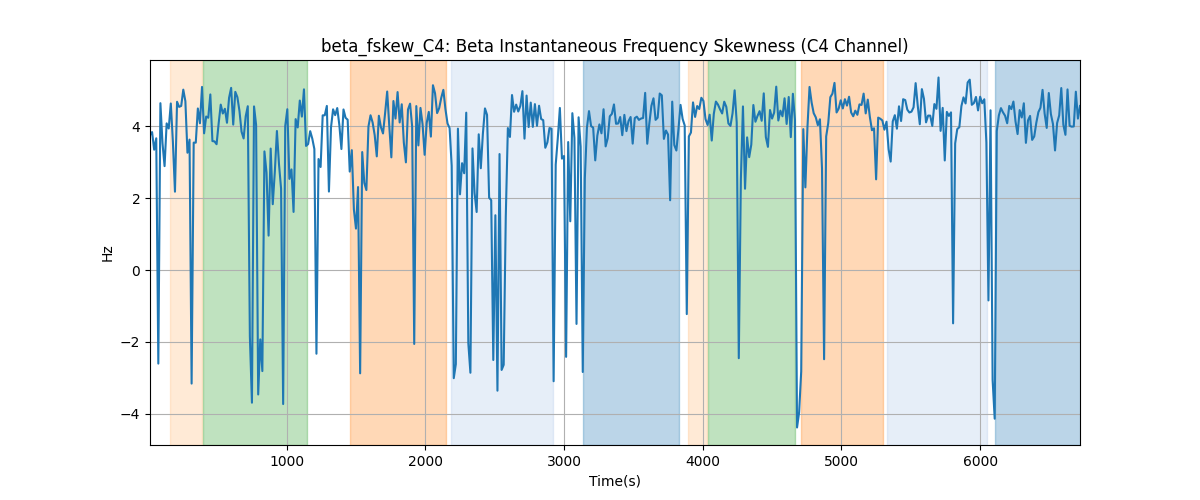 beta_fskew_C4: Beta Instantaneous Frequency Skewness (C4 Channel)
Hz
4
2
0
−2
−4
1000 2000 3000 4000 5000 6000
Time(s)